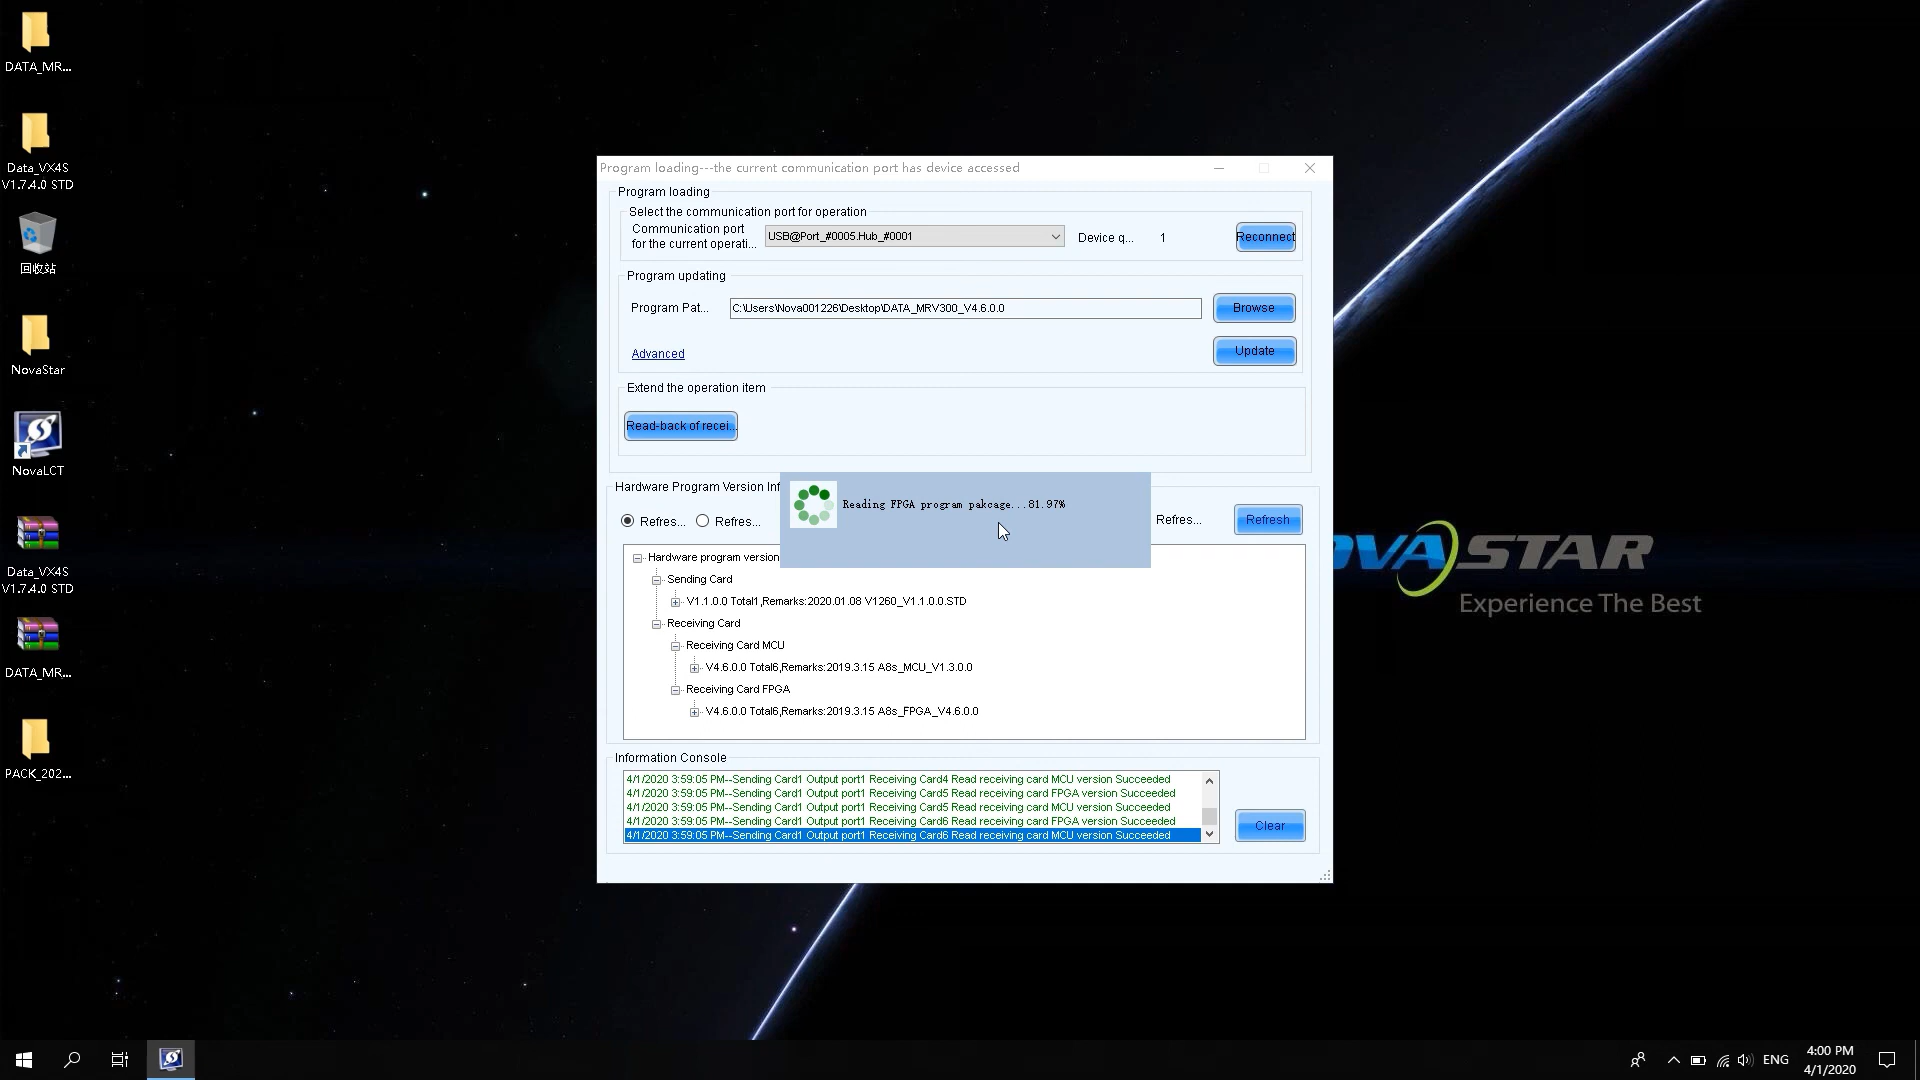 DATA_MR...
Data_VX4S
V1.7.4.0 STD
回收站
NovaStar
NovaLCT
Data_VX4S
V1.7.4.0 STD
DATA_MR...
PACK_202...
Program loading---the current communication port has device accessed
Program loading
Select the communication port for operation
Communication port
for the current operati...
USB@Port_#0005.Hub_#0001
Device q...
1
Reconnect
Program updating
Program Pat...
C:\Users\Nova001226\Desktop\DATA_MRV300_V4.6.0.0
Browse
Advanced
Update
Extend the operation item
Read-back of recei...
Hardware Program Version Inf
Reading FPGA program pakcage...81.97%
Refres...
Refres...
Refres...
Refresh
Hardware program version
Sending Card
V1.1.0.0 Total1,Remarks:2020.01.08 V1260_V1.1.0.0.STD
Receiving Card
Receiving Card MCU
V4.6.0.0 Total6,Remarks:2019.3.15 A8s_MCU_V1.3.0.0
Receiving Card FPGA
V4.6.0.0 Total6,Remarks:2019.3.15 A8s_FPGA_V4.6.0.0
Information Console
4/1/2020 3:59:05 PM--Sending Card1 Output port1 Receiving Card4 Read receiving card MCU version Succeeded
4/1/2020 3:59:05 PM--Sending Card1 Output port1 Receiving Card5 Read receiving card FPGA version Succeeded
4/1/2020 3:59:05 PM--Sending Card1 Output port1 Receiving Card5 Read receiving card MCU version Succeeded
4/1/2020 3:59:05 PM--Sending Card1 Output port1 Receiving Card6 Read receiving card FPGA version Succeeded
4/1/2020 3:59:05 PM--Sending Card1 Output port1 Receiving Card6 Read receiving card MCU version Succeeded
Clear
OVASTAR
Experience The Best
ENG
4:00 PM
4/1/2020